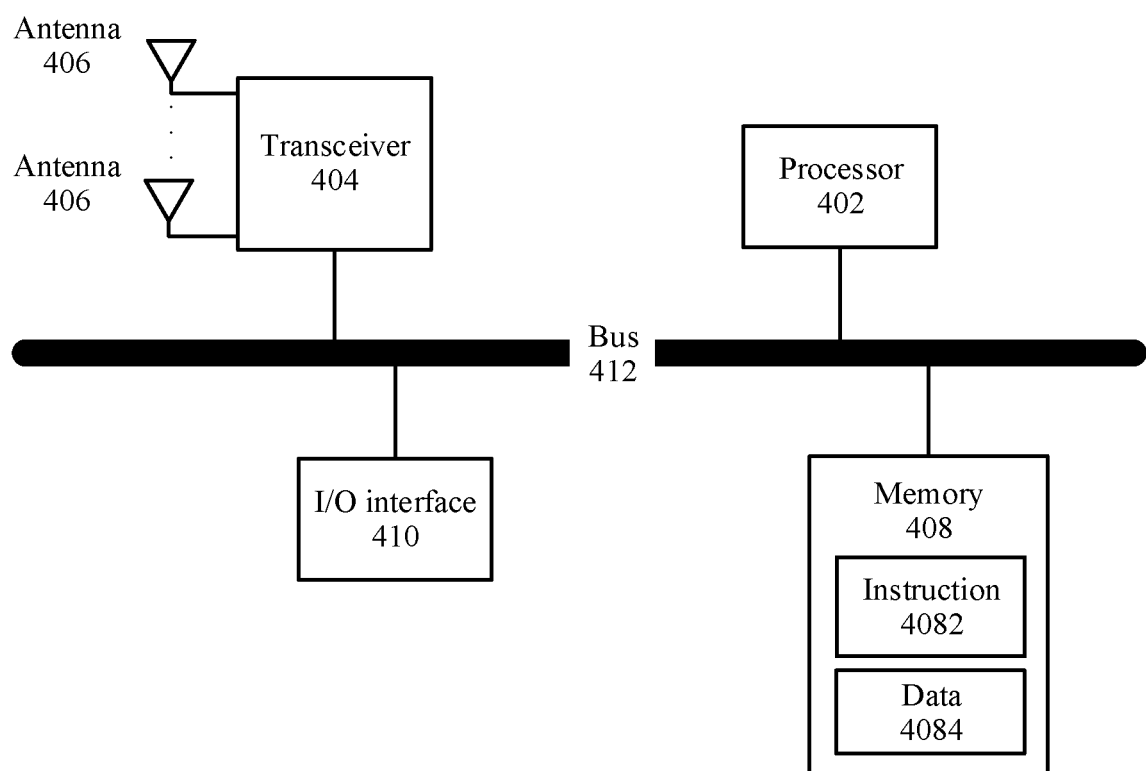 Antenna
406
Antenna
406
Transceiver
404
Processor
402
Bus
412
I/O interface
410
Memory
408
Instruction
4082
Data
4084